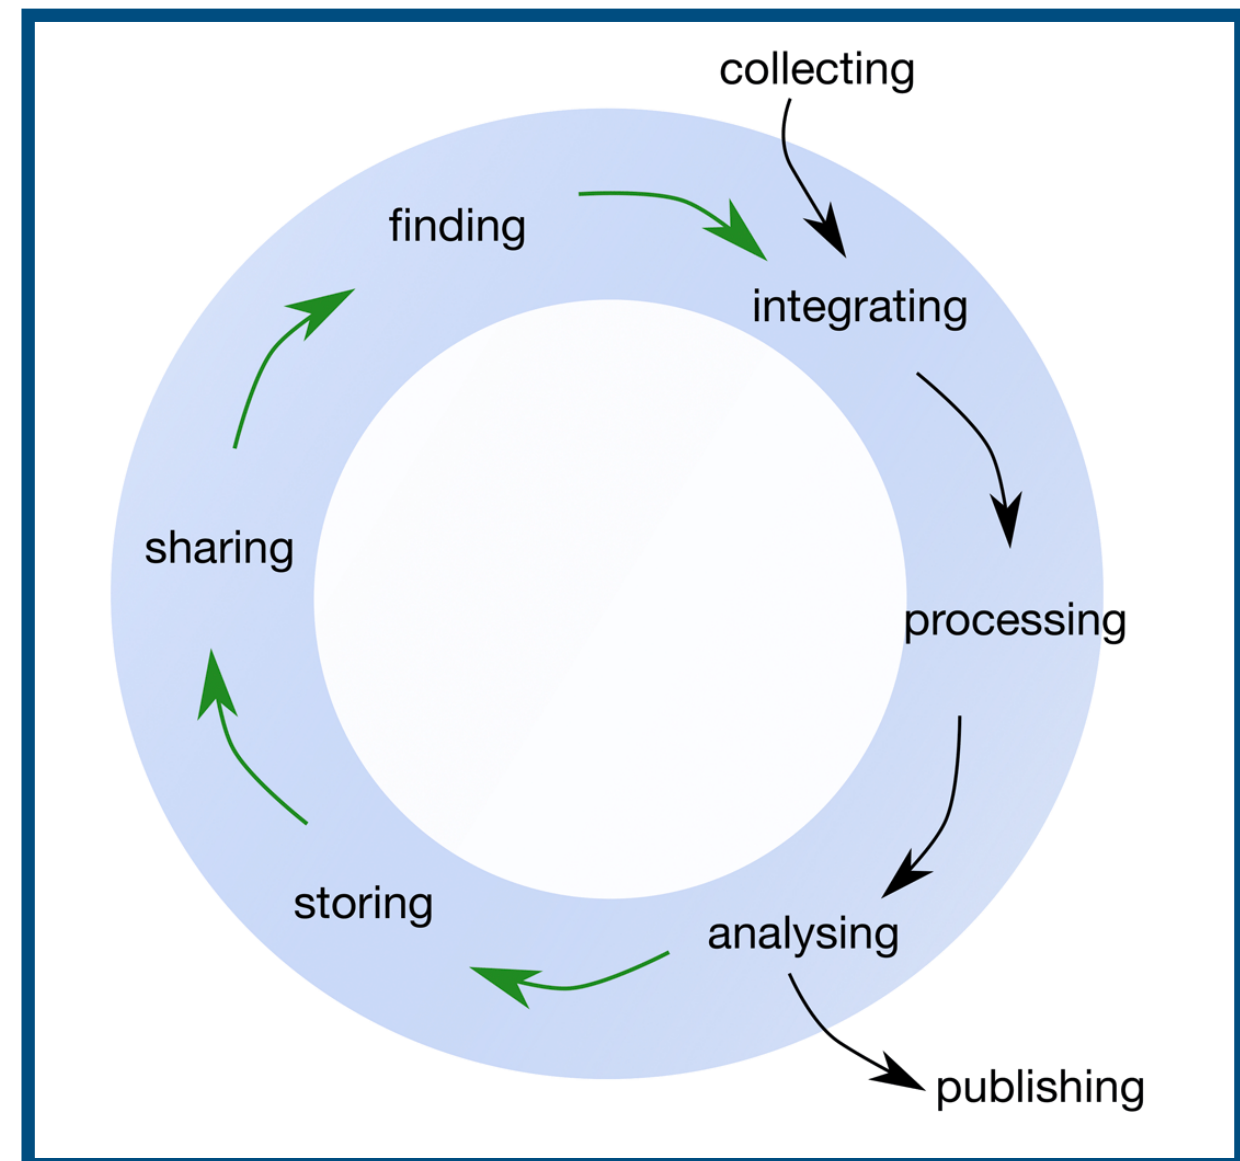 collecting
finding
integrating
sharing
processing
storing
analysing
publishing